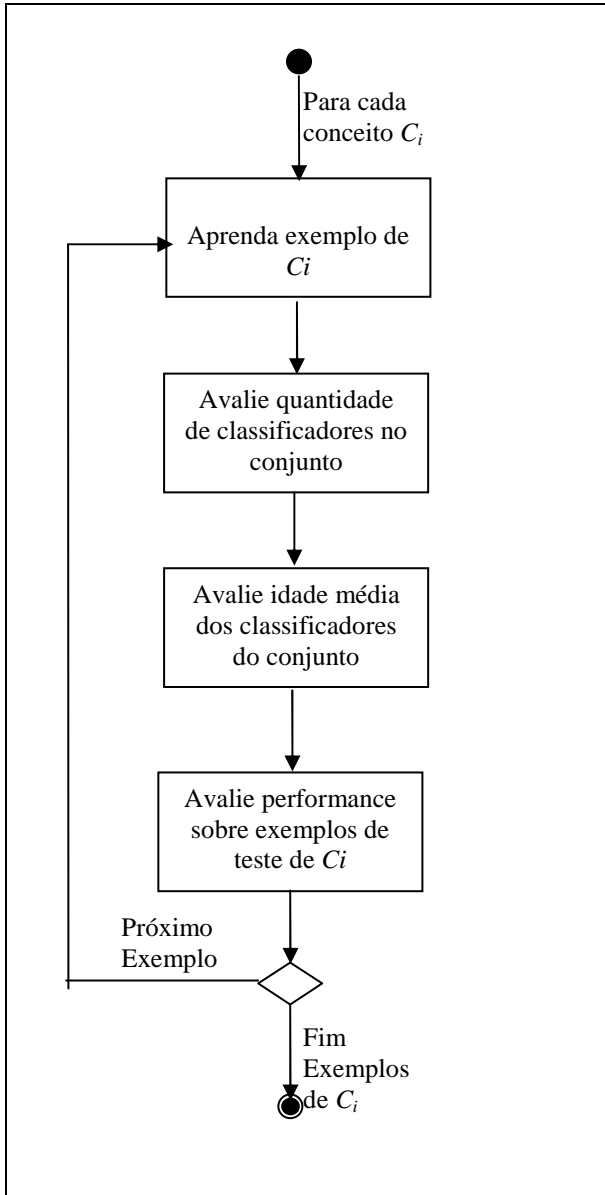 Para cada
conceito Ci
Aprenda exemplo de
Ci
Avalie quantidade
de classificadores no
conjunto
Avalie idade média
dos classificadores
do conjunto
Avalie performance
sobre exemplos de
teste de Ci
Próximo
Exemplo
Fim
Exemplos
de Ci